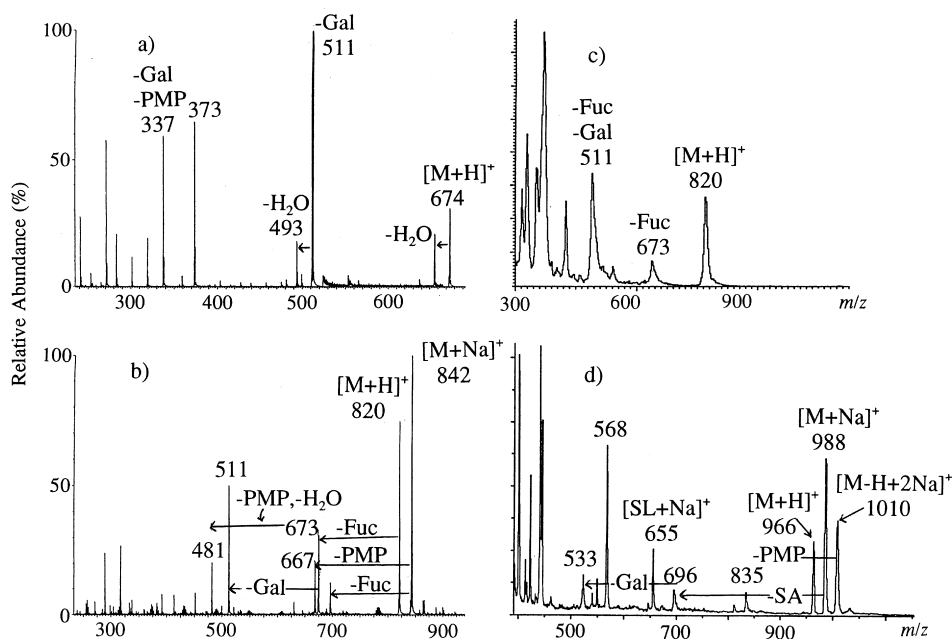 Relative Abundance (%)
a)
100
50
0
-Gal
511
-Gal
-PMP
337
373
-H₂O
493
[M+H]⁺
674
-H₂O
300 400 500 600
c)
-Fuc
-Gal
511
[M+H]⁺
820
-Fuc
673
300 600 900 m/z
b)
100
50
0
[M+Na]⁺
842
[M+H]⁺
820
511
-PMP,-H₂O
673
-Fuc
667
-PMP
481
-Gal
-Fuc
300 500 700 900
d)
[M+Na]⁺
988
568
[M-H+2Na]⁺
1010
[M+H]⁺
966
[SL+Na]⁺
655
-PMP
533
-Gal
696
835
-SA
500 700 900 m/z